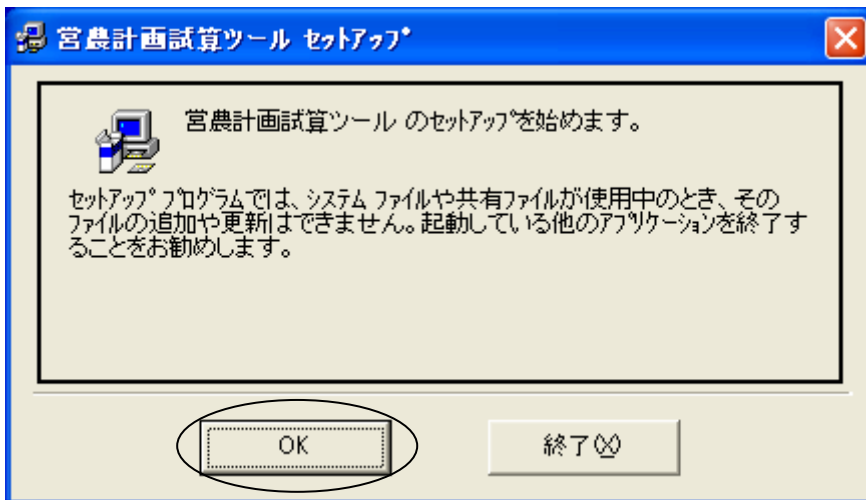 営農計画試算ツール セットアップ
営農計画試算ツール のセットアップを始めます。
セットアップ プログラムでは、システム ファイルや共有ファイルが使用中のとき、その
ファイルの追加や更新はできません。起動している他のアプリケーションを終了す
ることをお勧めします。
OK
終了(X)